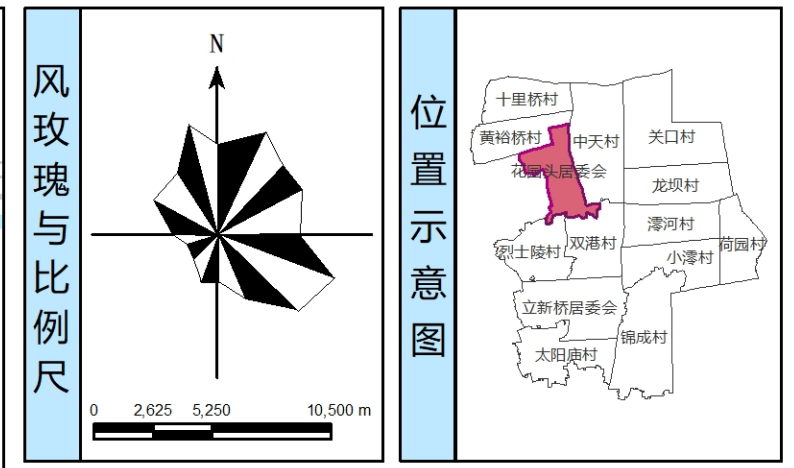 风玫瑰与比例尺
N
0 2,625 5,250 10,500 m
位置示意图
十里桥村
黄裕桥村
中天村
关口村
花园头居委会
龙坝村
澪河村
荷园村
烈士陵村
双港村
小澪村
立新桥居委会
锦成村
太阳庙村